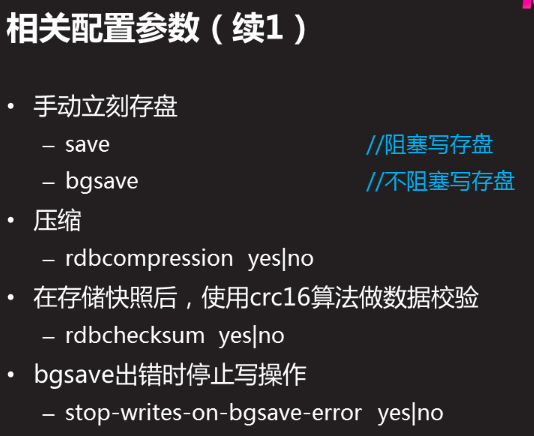 相关配置参数（续1）
• 手动立刻存盘
– save //阻塞写存盘
– bgsave //不阻塞写存盘
• 压缩
– rdbcompression yes|no
• 在存储快照后，使用crc16算法做数据校验
– rdbchecksum yes|no
• bgsave出错时停止写操作
– stop-writes-on-bgsave-error yes|no